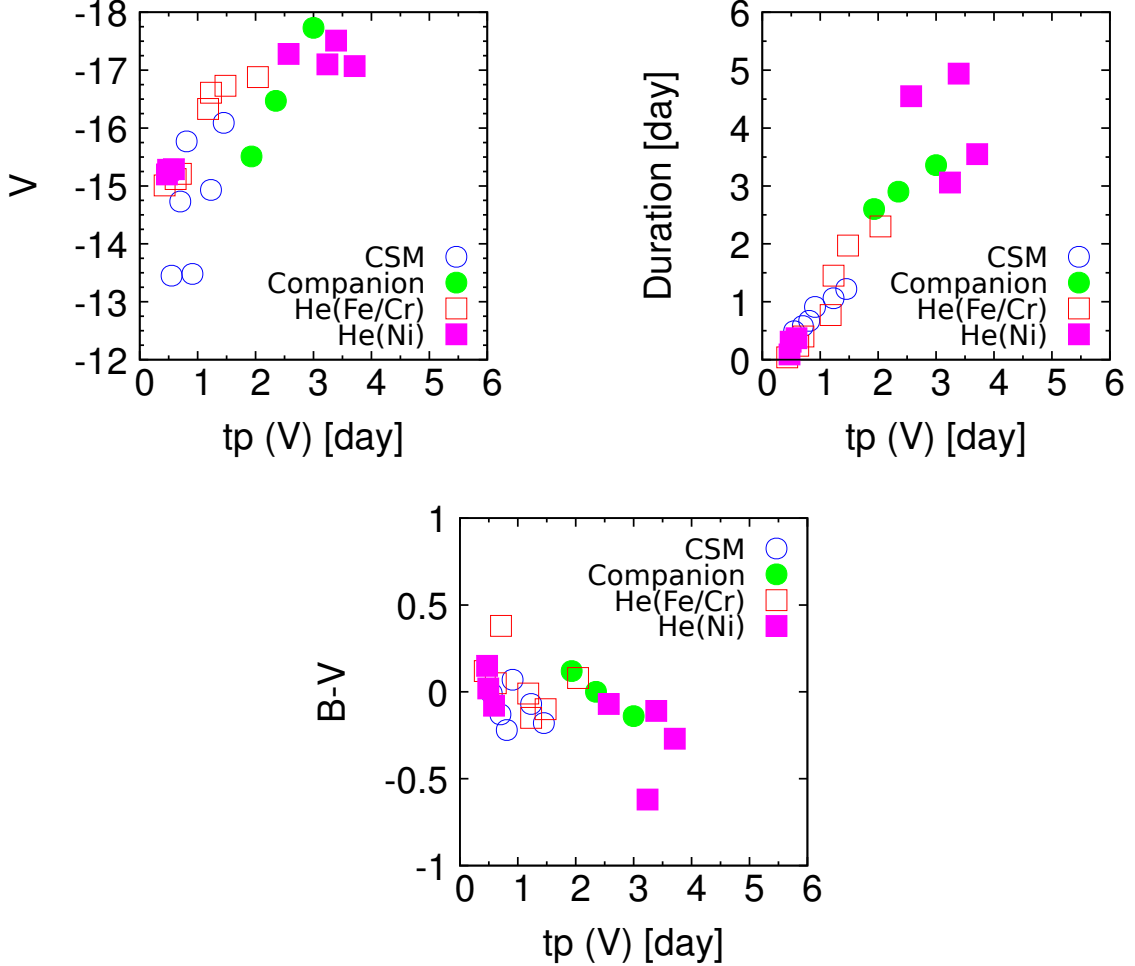 -18
-17
-16
-15
-14
-13
-12
0 1 2 3 4 5 6
V
tp (V) [day]
CSM
Companion
He(Fe/Cr)
He(Ni)
6
5
4
3
2
1
0
0 1 2 3 4 5 6
Duration [day]
tp (V) [day]
CSM
Companion
He(Fe/Cr)
He(Ni)
1
0.5
0
-0.5
-1
0 1 2 3 4 5 6
B-V
tp (V) [day]
CSM
Companion
He(Fe/Cr)
He(Ni)